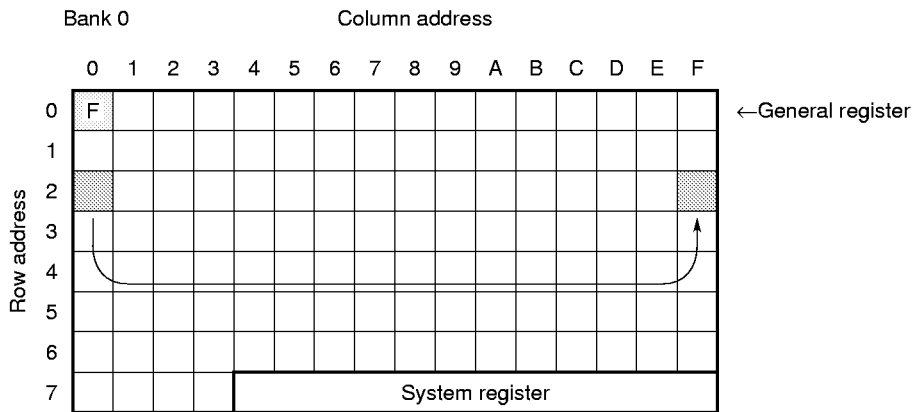 Bank 0 Column address
0 1 2 3 4 5 6 7 8 9 A B C D E F
0 F ←General register
1
2
3
4
5
6
7 System register
Row address